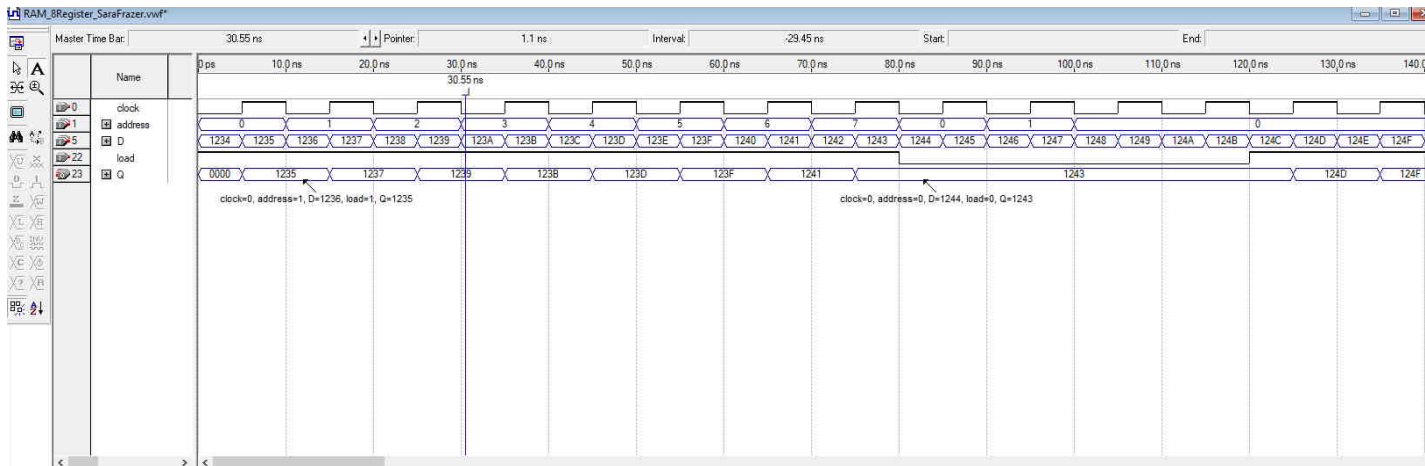 RAM_8Register_SaraFrazer.vwf*
Master Time Bar: 30.55 ns Pointer: 1.1 ns Interval: -29.45 ns Start: End:
Name 0 ps 10.0 ns 20.0 ns 30.0 ns 40.0 ns 50.0 ns 60.0 ns 70.0 ns 80.0 ns 90.0 ns 100.0 ns 110.0 ns 120.0 ns 130.0 ns 140.0
30.55 ns
0 clock
1 address 0 1 2 3 4 5 6 7 0 1 0
5 D 1234 1235 1236 1237 1238 1239 123A 123B 123C 123D 123E 123F 1240 1241 1242 1243 1244 1245 1246 1247 1248 1249 124A 124B 124C 124D 124E 124F
22 load
23 Q 0000 1235 1237 1239 123B 123D 123F 1241 1243 124D 124F
clock=0, address=1, D=1236, load=1, Q=1235 clock=0, address=0, D=1244, load=0, Q=1243